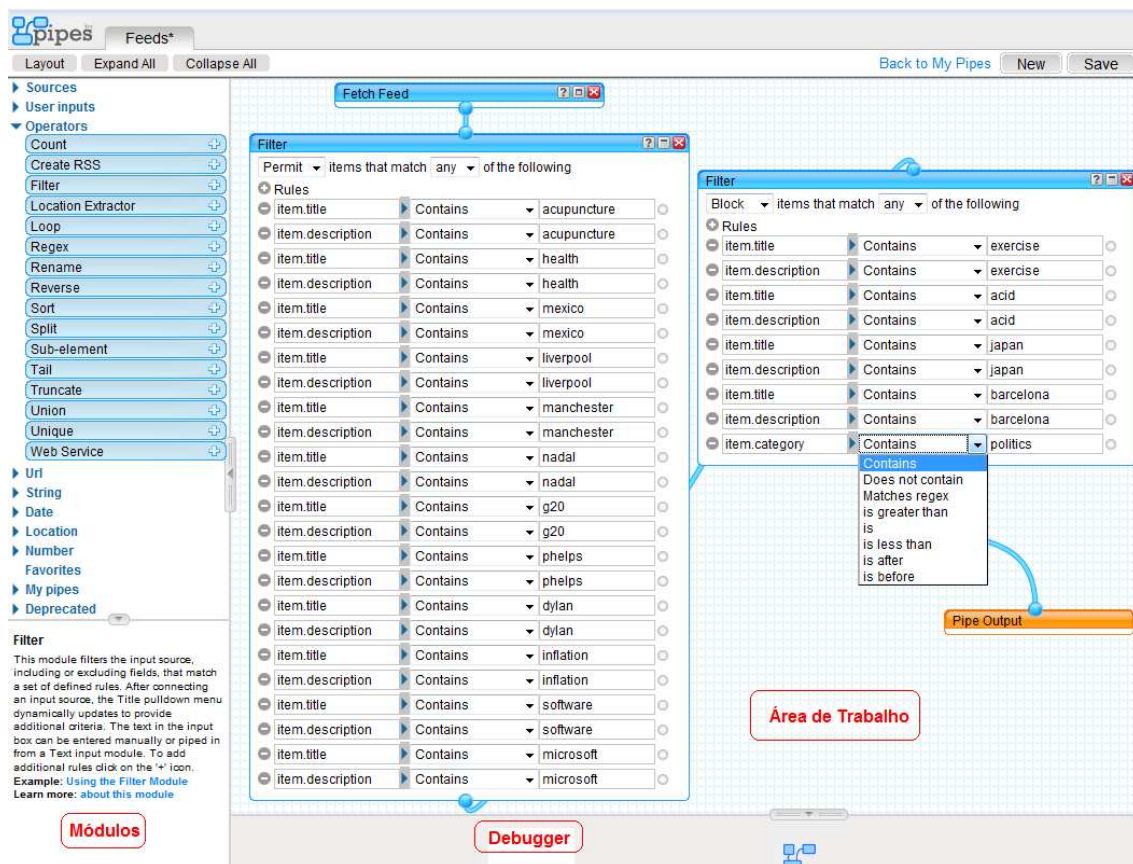 pipes
Feeds*
Layout Expand All Collapse All
Back to My Pipes New Save
Sources
User inputs
Operators
Count
Create RSS
Filter
Location Extractor
Loop
Regex
Rename
Reverse
Sort
Split
Sub-element
Tail
Truncate
Union
Unique
Web Service
Url
String
Date
Location
Number
Favorites
My pipes
Deprecated
Filter
This module filters the input source,
including or excluding fields, that match
a set of defined rules. After connecting
an input source, the Title pulldown menu
dynamically updates to provide
additional criteria. The text in the input
box can be entered manually or piped in
from a Text input module. To add
additional rules click on the '+' icon.
Example: Using the Filter Module
Learn more: about this module
Módulos
Fetch Feed
Filter
Permit items that match any of the following
Rules
item.title Contains acupuncture
item.description Contains acupuncture
item.title Contains health
item.description Contains health
item.title Contains mexico
item.description Contains mexico
item.title Contains liverpool
item.description Contains liverpool
item.title Contains manchester
item.description Contains manchester
item.title Contains nadal
item.description Contains nadal
item.title Contains g20
item.description Contains g20
item.title Contains phelps
item.description Contains phelps
item.title Contains dylan
item.description Contains dylan
item.title Contains inflation
item.description Contains inflation
item.title Contains software
item.description Contains software
item.title Contains microsoft
item.description Contains microsoft
Filter
Block items that match any of the following
Rules
item.title Contains exercise
item.description Contains exercise
item.title Contains acid
item.description Contains acid
item.title Contains japan
item.description Contains japan
item.title Contains barcelona
item.description Contains barcelona
item.category Contains politics
Contains
Does not contain
Matches regex
is greater than
is
is less than
is after
is before
Pipe Output
Área de Trabalho
Debugger